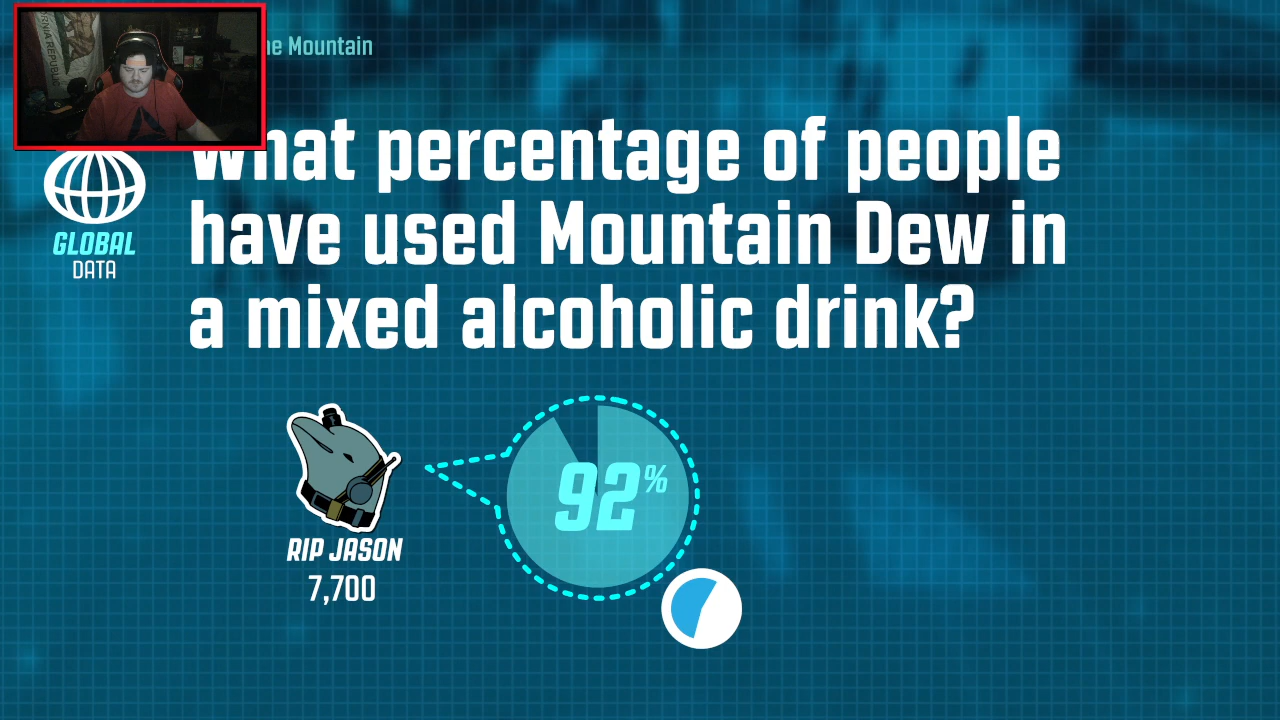 he Mountain
What percentage of people
have used Mountain Dew in
a mixed alcoholic drink?
GLOBAL
DATA
92%
RIP JASON
7,700